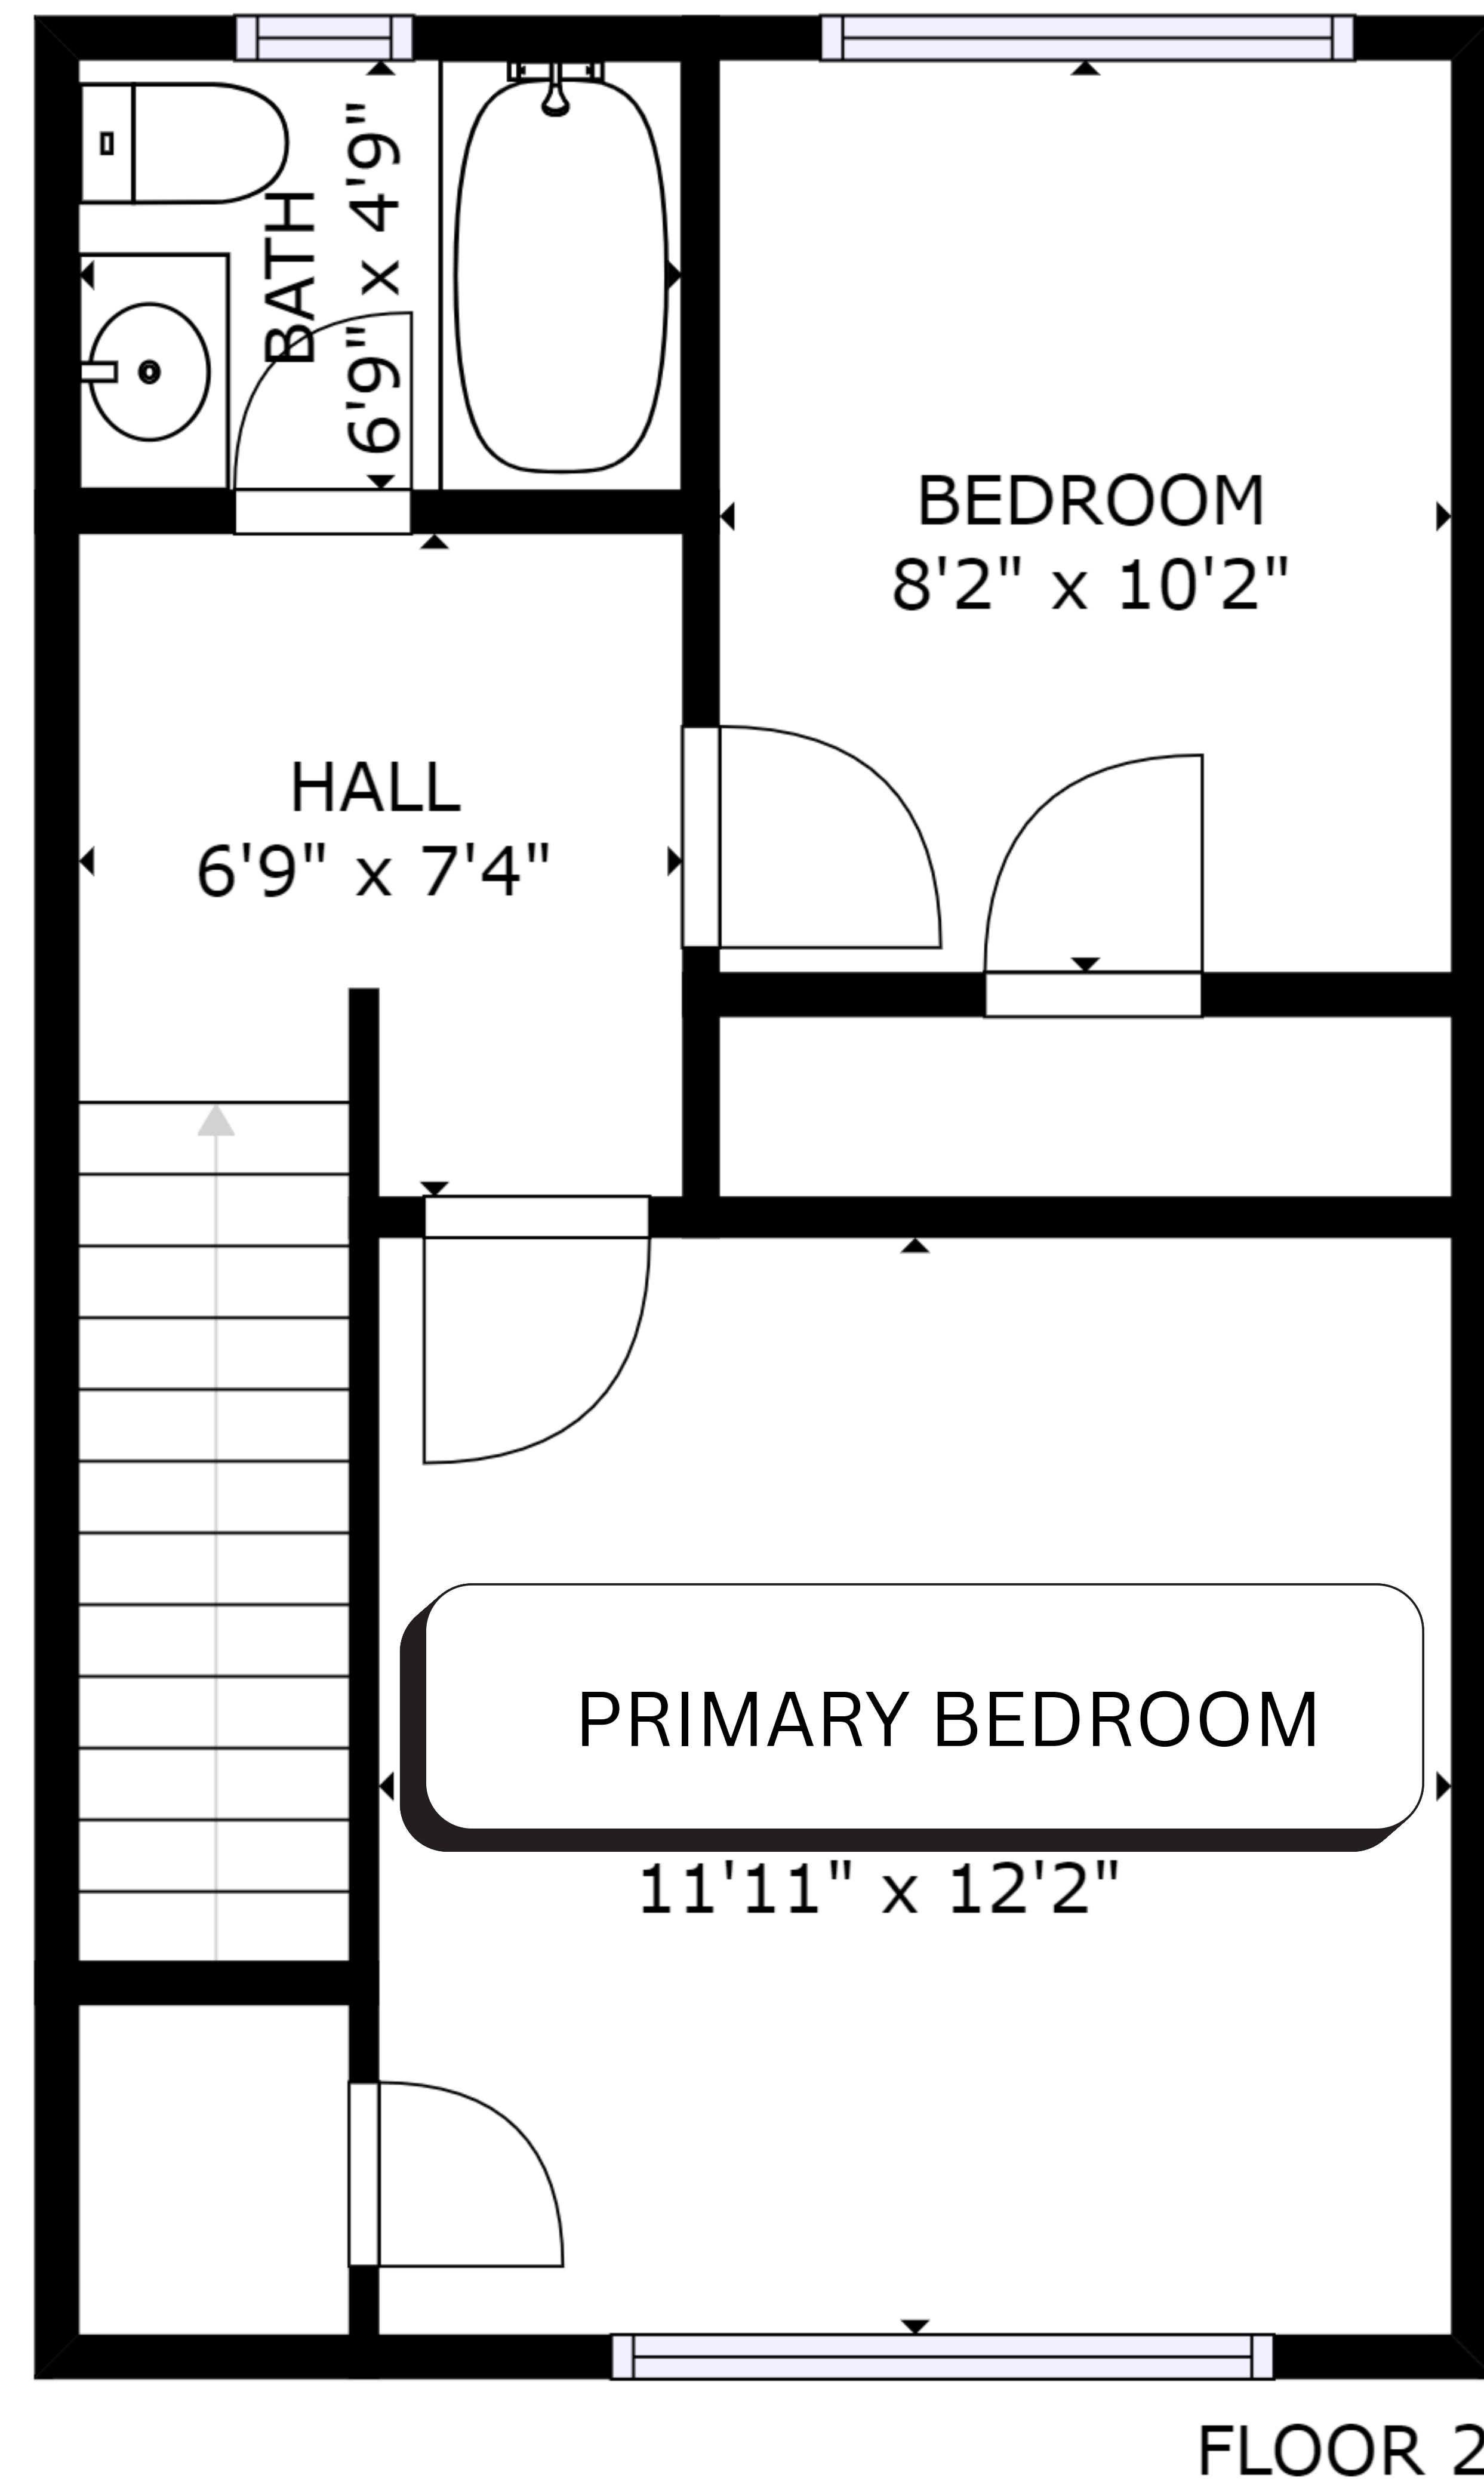 BATH
6'9" x 4'9"
BEDROOM
8'2" x 10'2"
HALL
6'9" x 7'4"
PRIMARY BEDROOM
11'11" x 12'2"
FLOOR 2